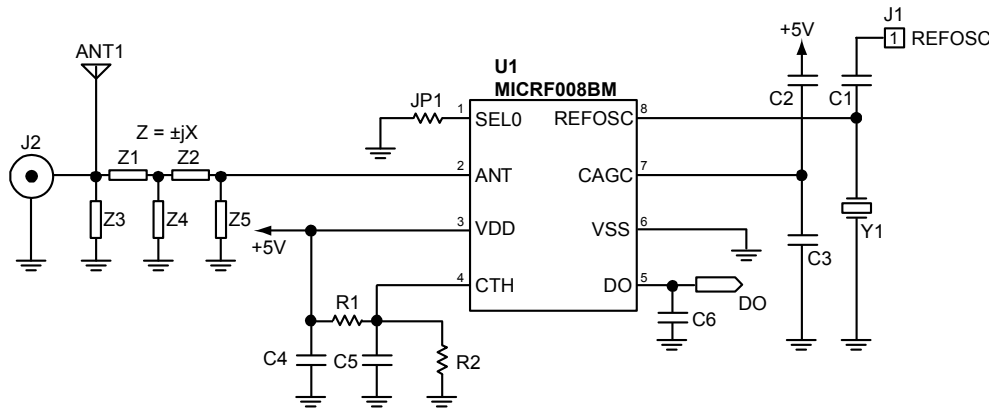 J1
+5V
1 REFOSC
ANT1
U1
MICRF008BM
C2
C1
JP1
1
SEL0
REFOSC
8
J2
Z = ±jX
Z1
Z2
2
ANT
CAGC
7
Z3
Z4
Z5
+5V
3
VDD
VSS
6
Y1
C3
4
CTH
DO
5
DO
R1
C6
C4
C5
R2